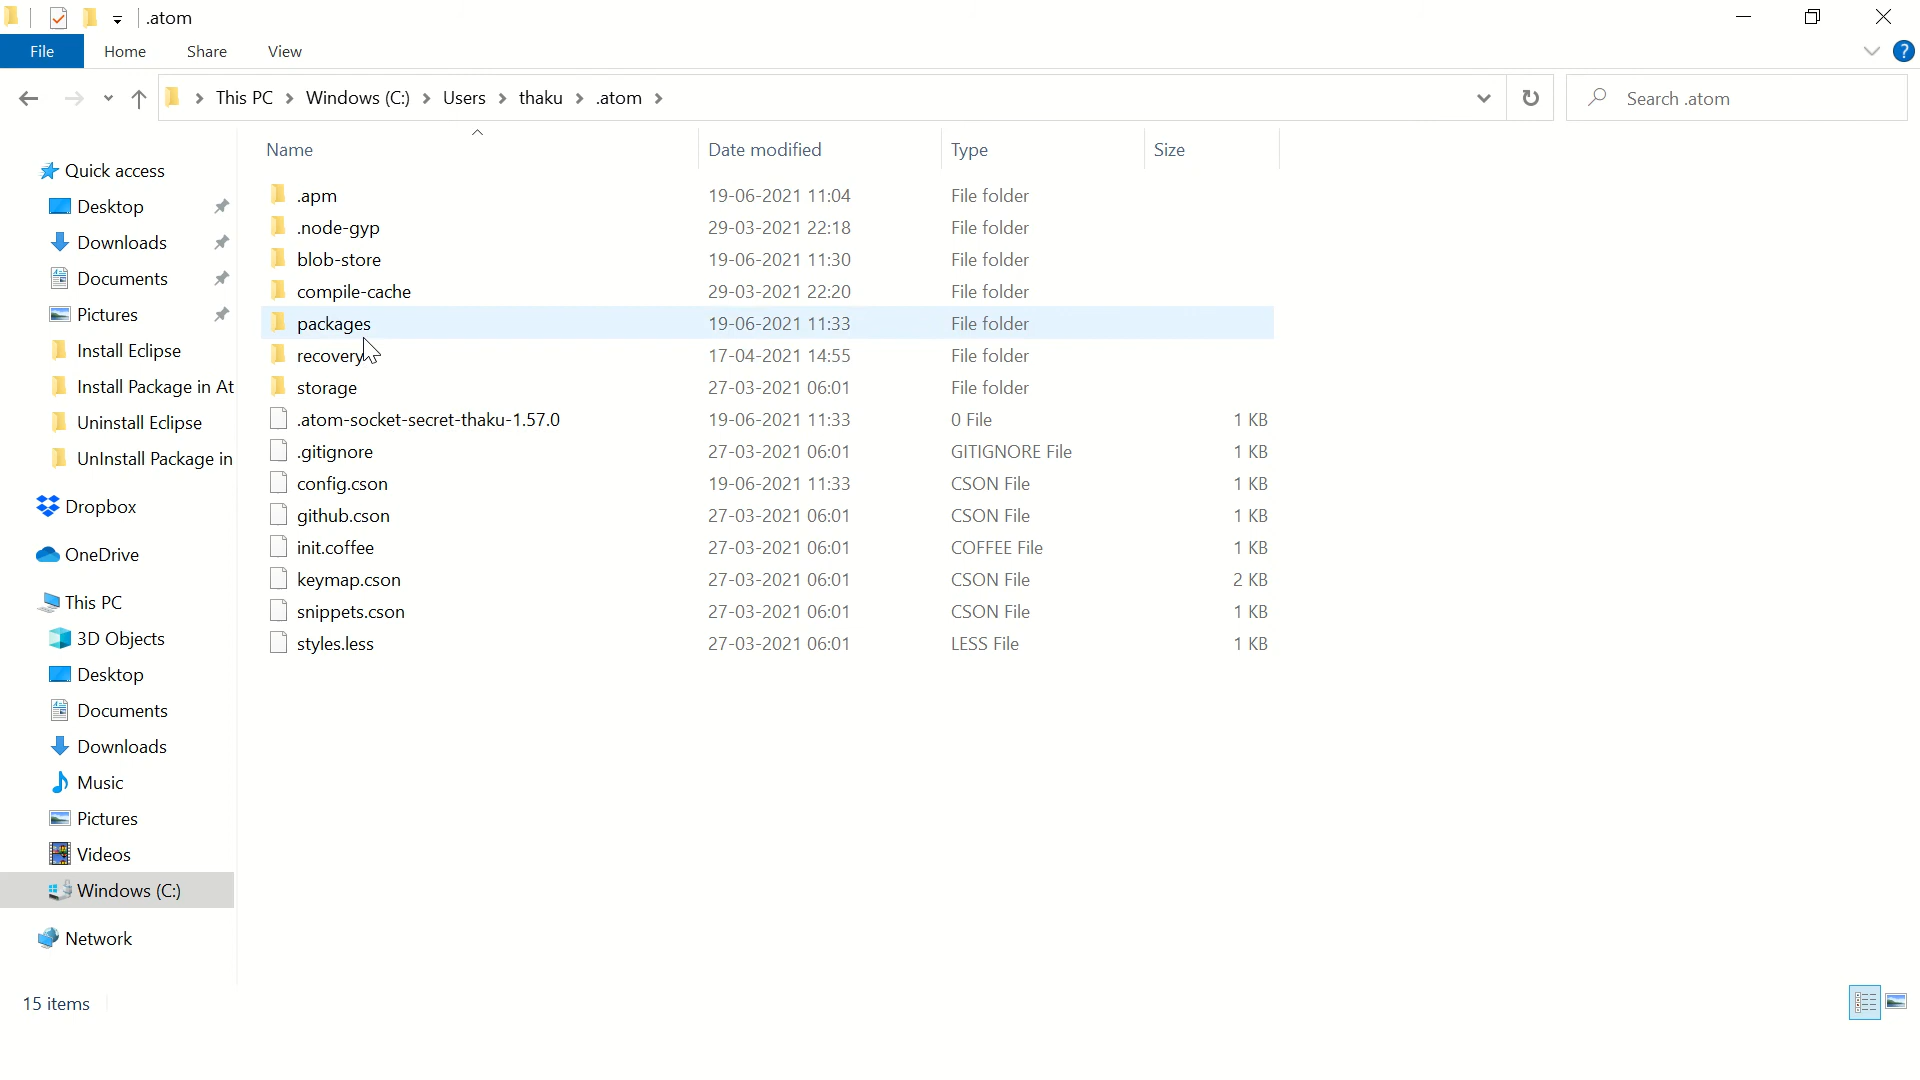 .atom
File Home Share View
This PC Windows (C:) Users thaku .atom
Search .atom
Name Date modified Type Size
Quick access
Desktop
Downloads
Documents
Pictures
Install Eclipse
Install Package in At
Uninstall Eclipse
UnInstall Package in
Dropbox
OneDrive
This PC
3D Objects
Desktop
Documents
Downloads
Music
Pictures
Videos
Windows (C:)
Network
.apm 19-06-2021 11:04 File folder
.node-gyp 29-03-2021 22:18 File folder
blob-store 19-06-2021 11:30 File folder
compile-cache 29-03-2021 22:20 File folder
packages 19-06-2021 11:33 File folder
recovery 17-04-2021 14:55 File folder
storage 27-03-2021 06:01 File folder
.atom-socket-secret-thaku-1.57.0 19-06-2021 11:33 0 File 1 KB
.gitignore 27-03-2021 06:01 GITIGNORE File 1 KB
config.cson 19-06-2021 11:33 CSON File 1 KB
github.cson 27-03-2021 06:01 CSON File 1 KB
init.coffee 27-03-2021 06:01 COFFEE File 1 KB
keymap.cson 27-03-2021 06:01 CSON File 2 KB
snippets.cson 27-03-2021 06:01 CSON File 1 KB
styles.less 27-03-2021 06:01 LESS File 1 KB
15 items